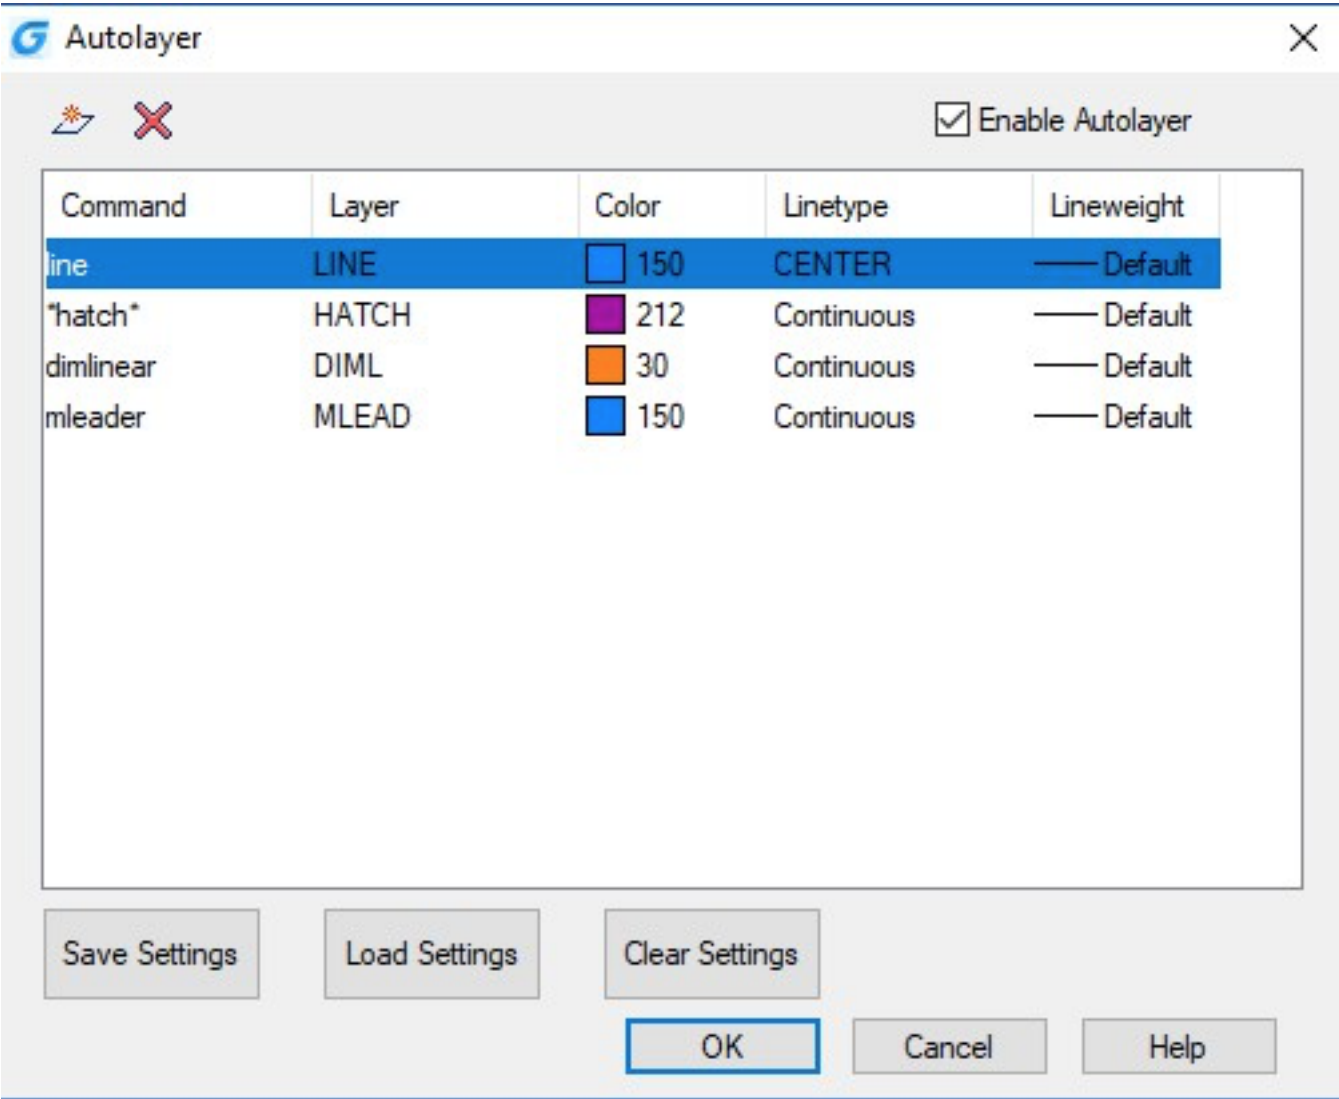 Autolayer
Enable Autolayer
Command Layer Color Linetype Lineweight
line LINE 150 CENTER Default
*hatch* HATCH 212 Continuous Default
dimlinear DIML 30 Continuous Default
mleader MLEAD 150 Continuous Default
Save Settings Load Settings Clear Settings
OK Cancel Help